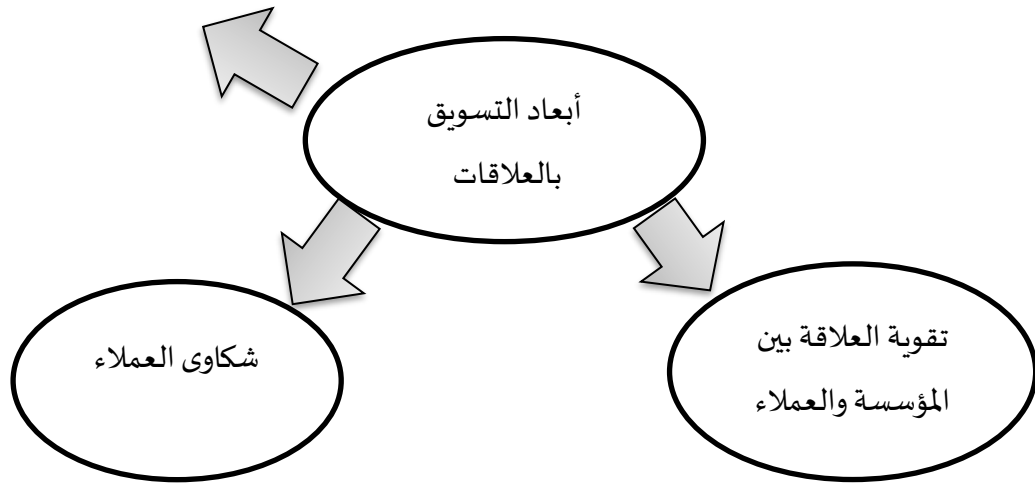 أبعاد التسويق
بالعلاقات
تقوية العلاقة بين
المؤسسة والعملاء
شكاوى العملاء